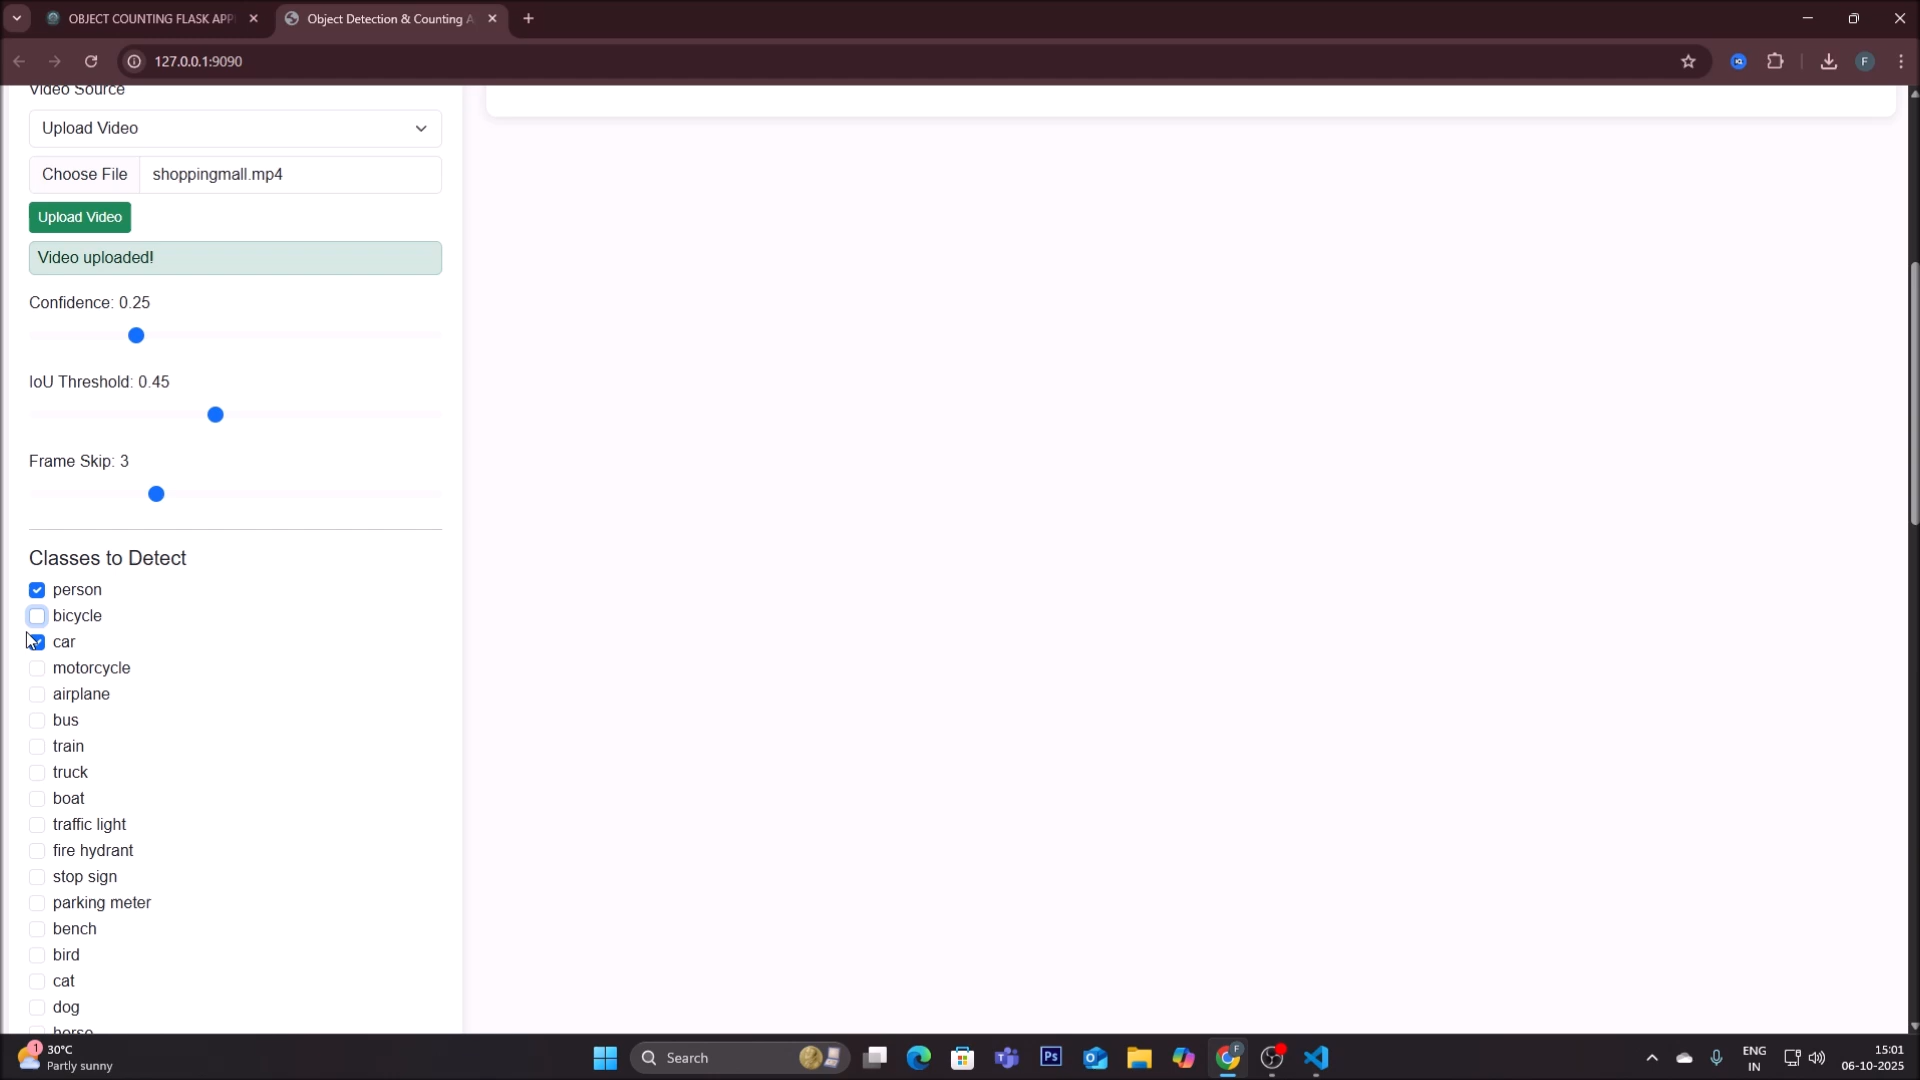 OBJECT COUNTING FLASK APP
Object Detection & Counting A
127.0.0.1:9090
F
Video Source
Upload Video
Choose File shoppingmall.mp4
Upload Video
Video uploaded!
Confidence: 0.25
IoU Threshold: 0.45
Frame Skip: 3
Classes to Detect
person
bicycle
car
motorcycle
airplane
bus
train
truck
boat
traffic light
fire hydrant
stop sign
parking meter
bench
bird
cat
dog
horse
1
30°C
Partly sunny
Search
Ps
F
ENG
IN
15:01
06-10-2025